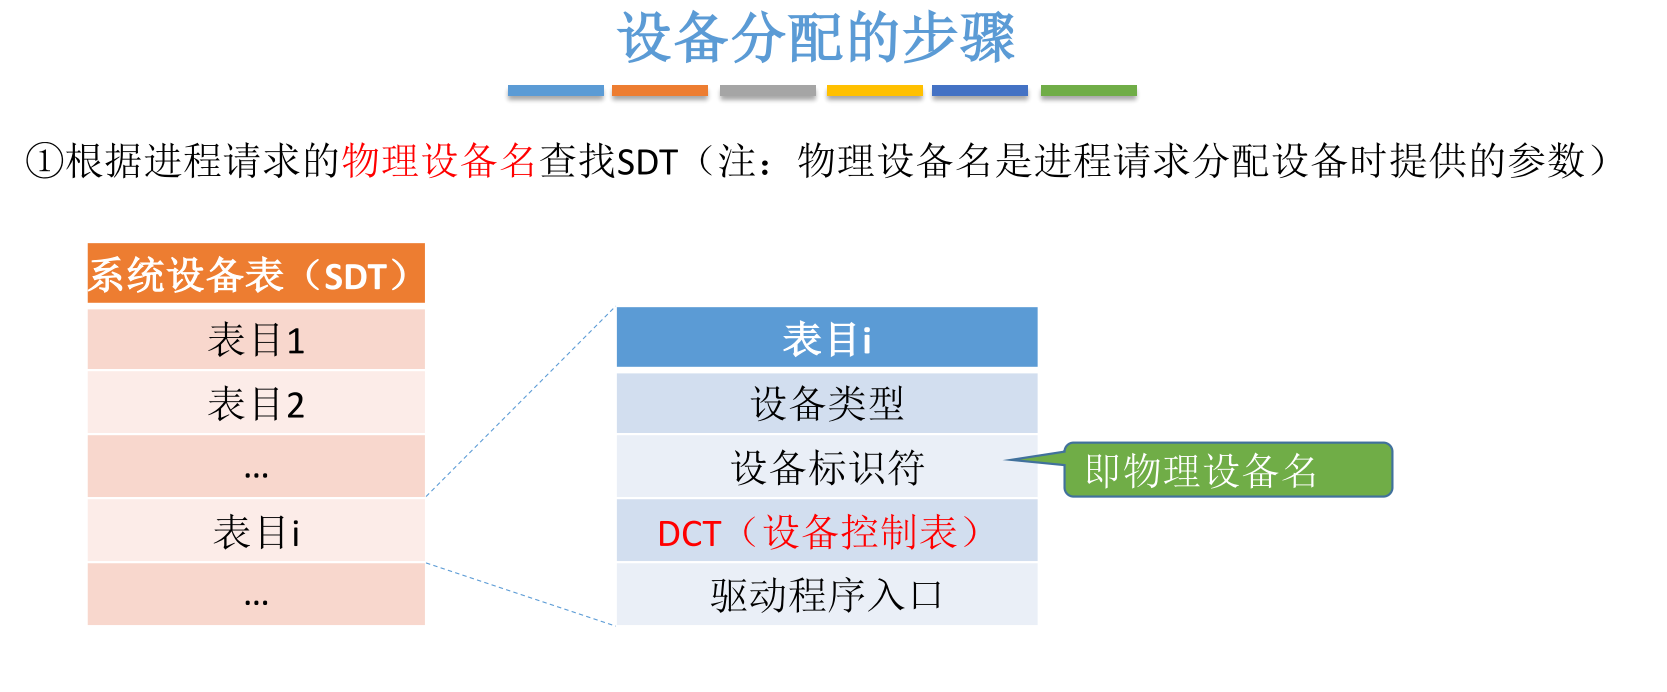 设备分配的步骤
①根据进程请求的物理设备名查找SDT（注：物理设备名是进程请求分配设备时提供的参数）
系统设备表（SDT）
表目1
表目2
...
表目i
...
表目i
设备类型
设备标识符
DCT（设备控制表）
驱动程序入口
即物理设备名